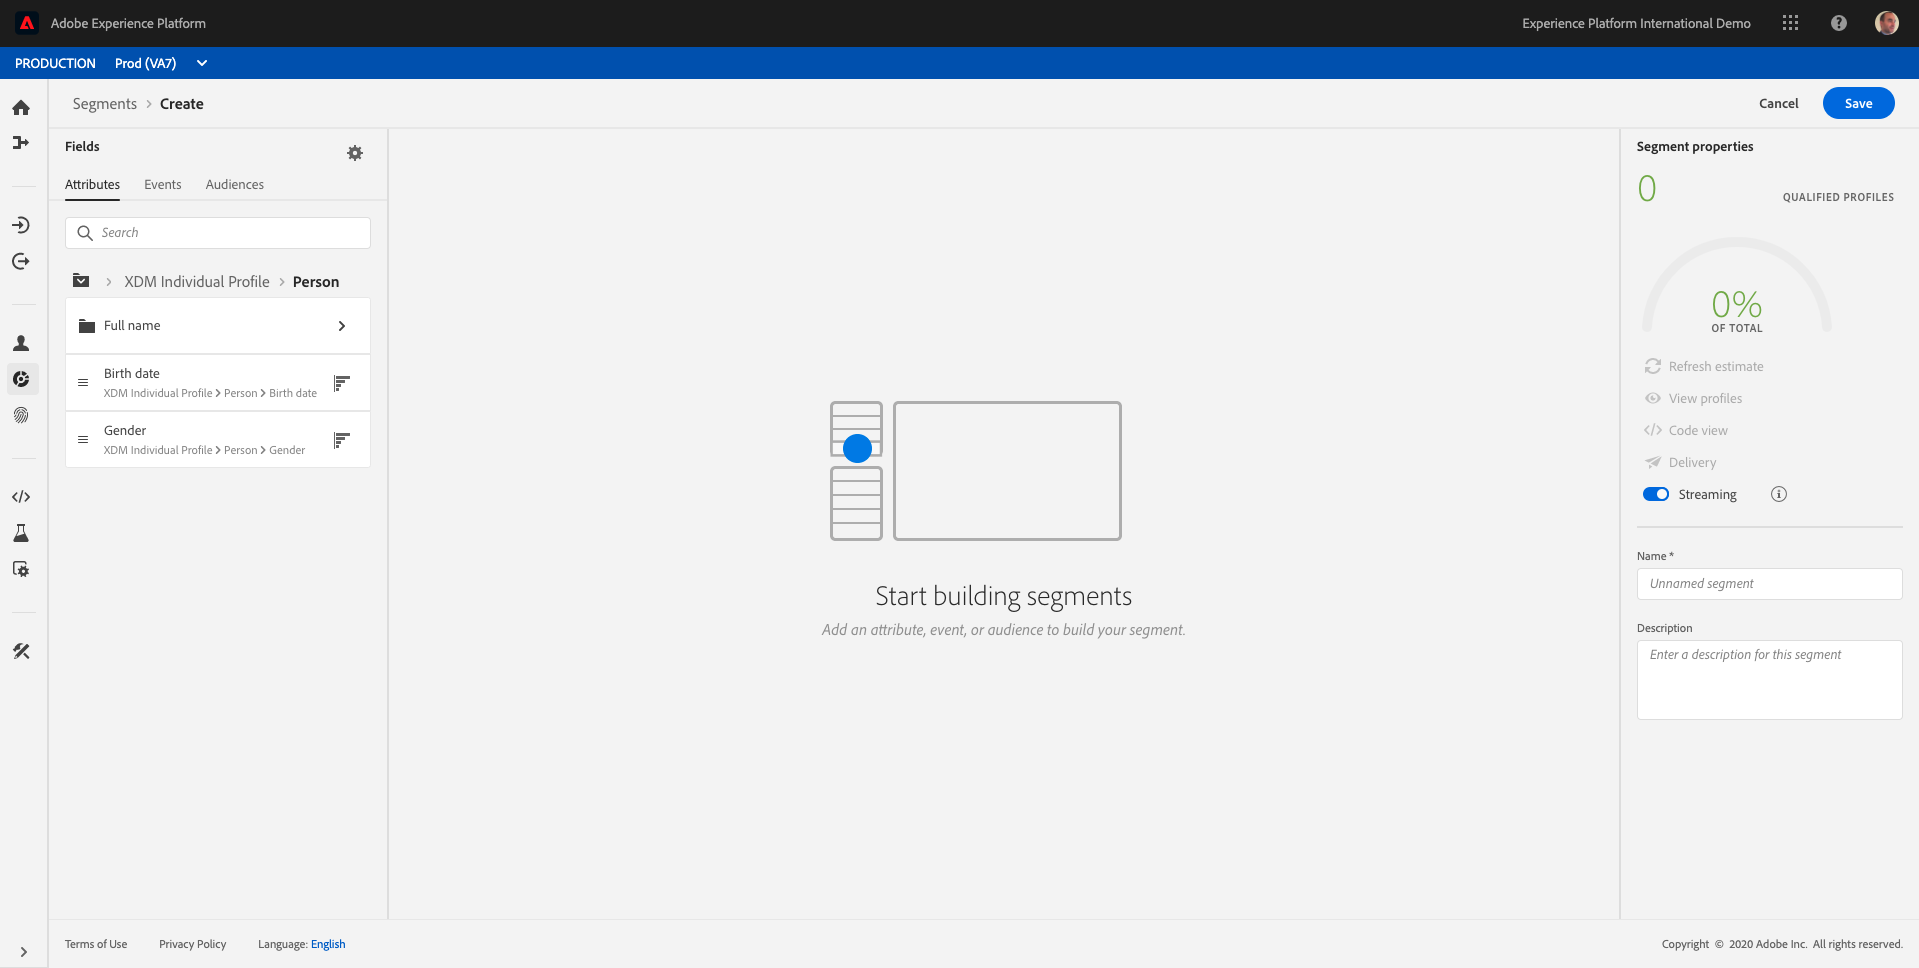 Adobe Experience Platform
Experience Platform International Demo
PRODUCTION Prod (VA7)
Segments > Create
Cancel
Save
Fields
Attributes Events Audiences
Search
XDM Individual Profile > Person
Full name
Birth date
XDM Individual Profile > Person > Birth date
Gender
XDM Individual Profile > Person > Gender
Start building segments
Add an attribute, event, or audience to build your segment.
Segment properties
0 QUALIFIED PROFILES
0%
OF TOTAL
Refresh estimate
View profiles
Code view
Delivery
Streaming
Name *
Unnamed segment
Description
Enter a description for this segment
Terms of Use Privacy Policy Language: English
Copyright © 2020 Adobe Inc. All rights reserved.